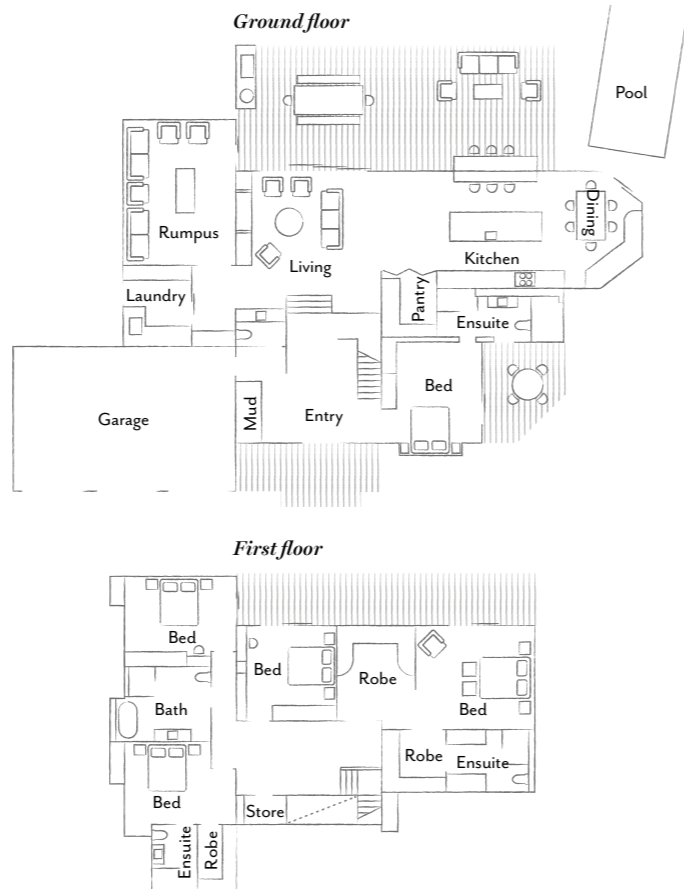 Ground floor
Pool
Dining
Rumpus
Kitchen
Living
Laundry
Pantry
Ensuite
Bed
Mud
Entry
Garage
First floor
Bed
Bed
Robe
Bath
Bed
Robe
Ensuite
Bed
Store
Ensuite
Robe